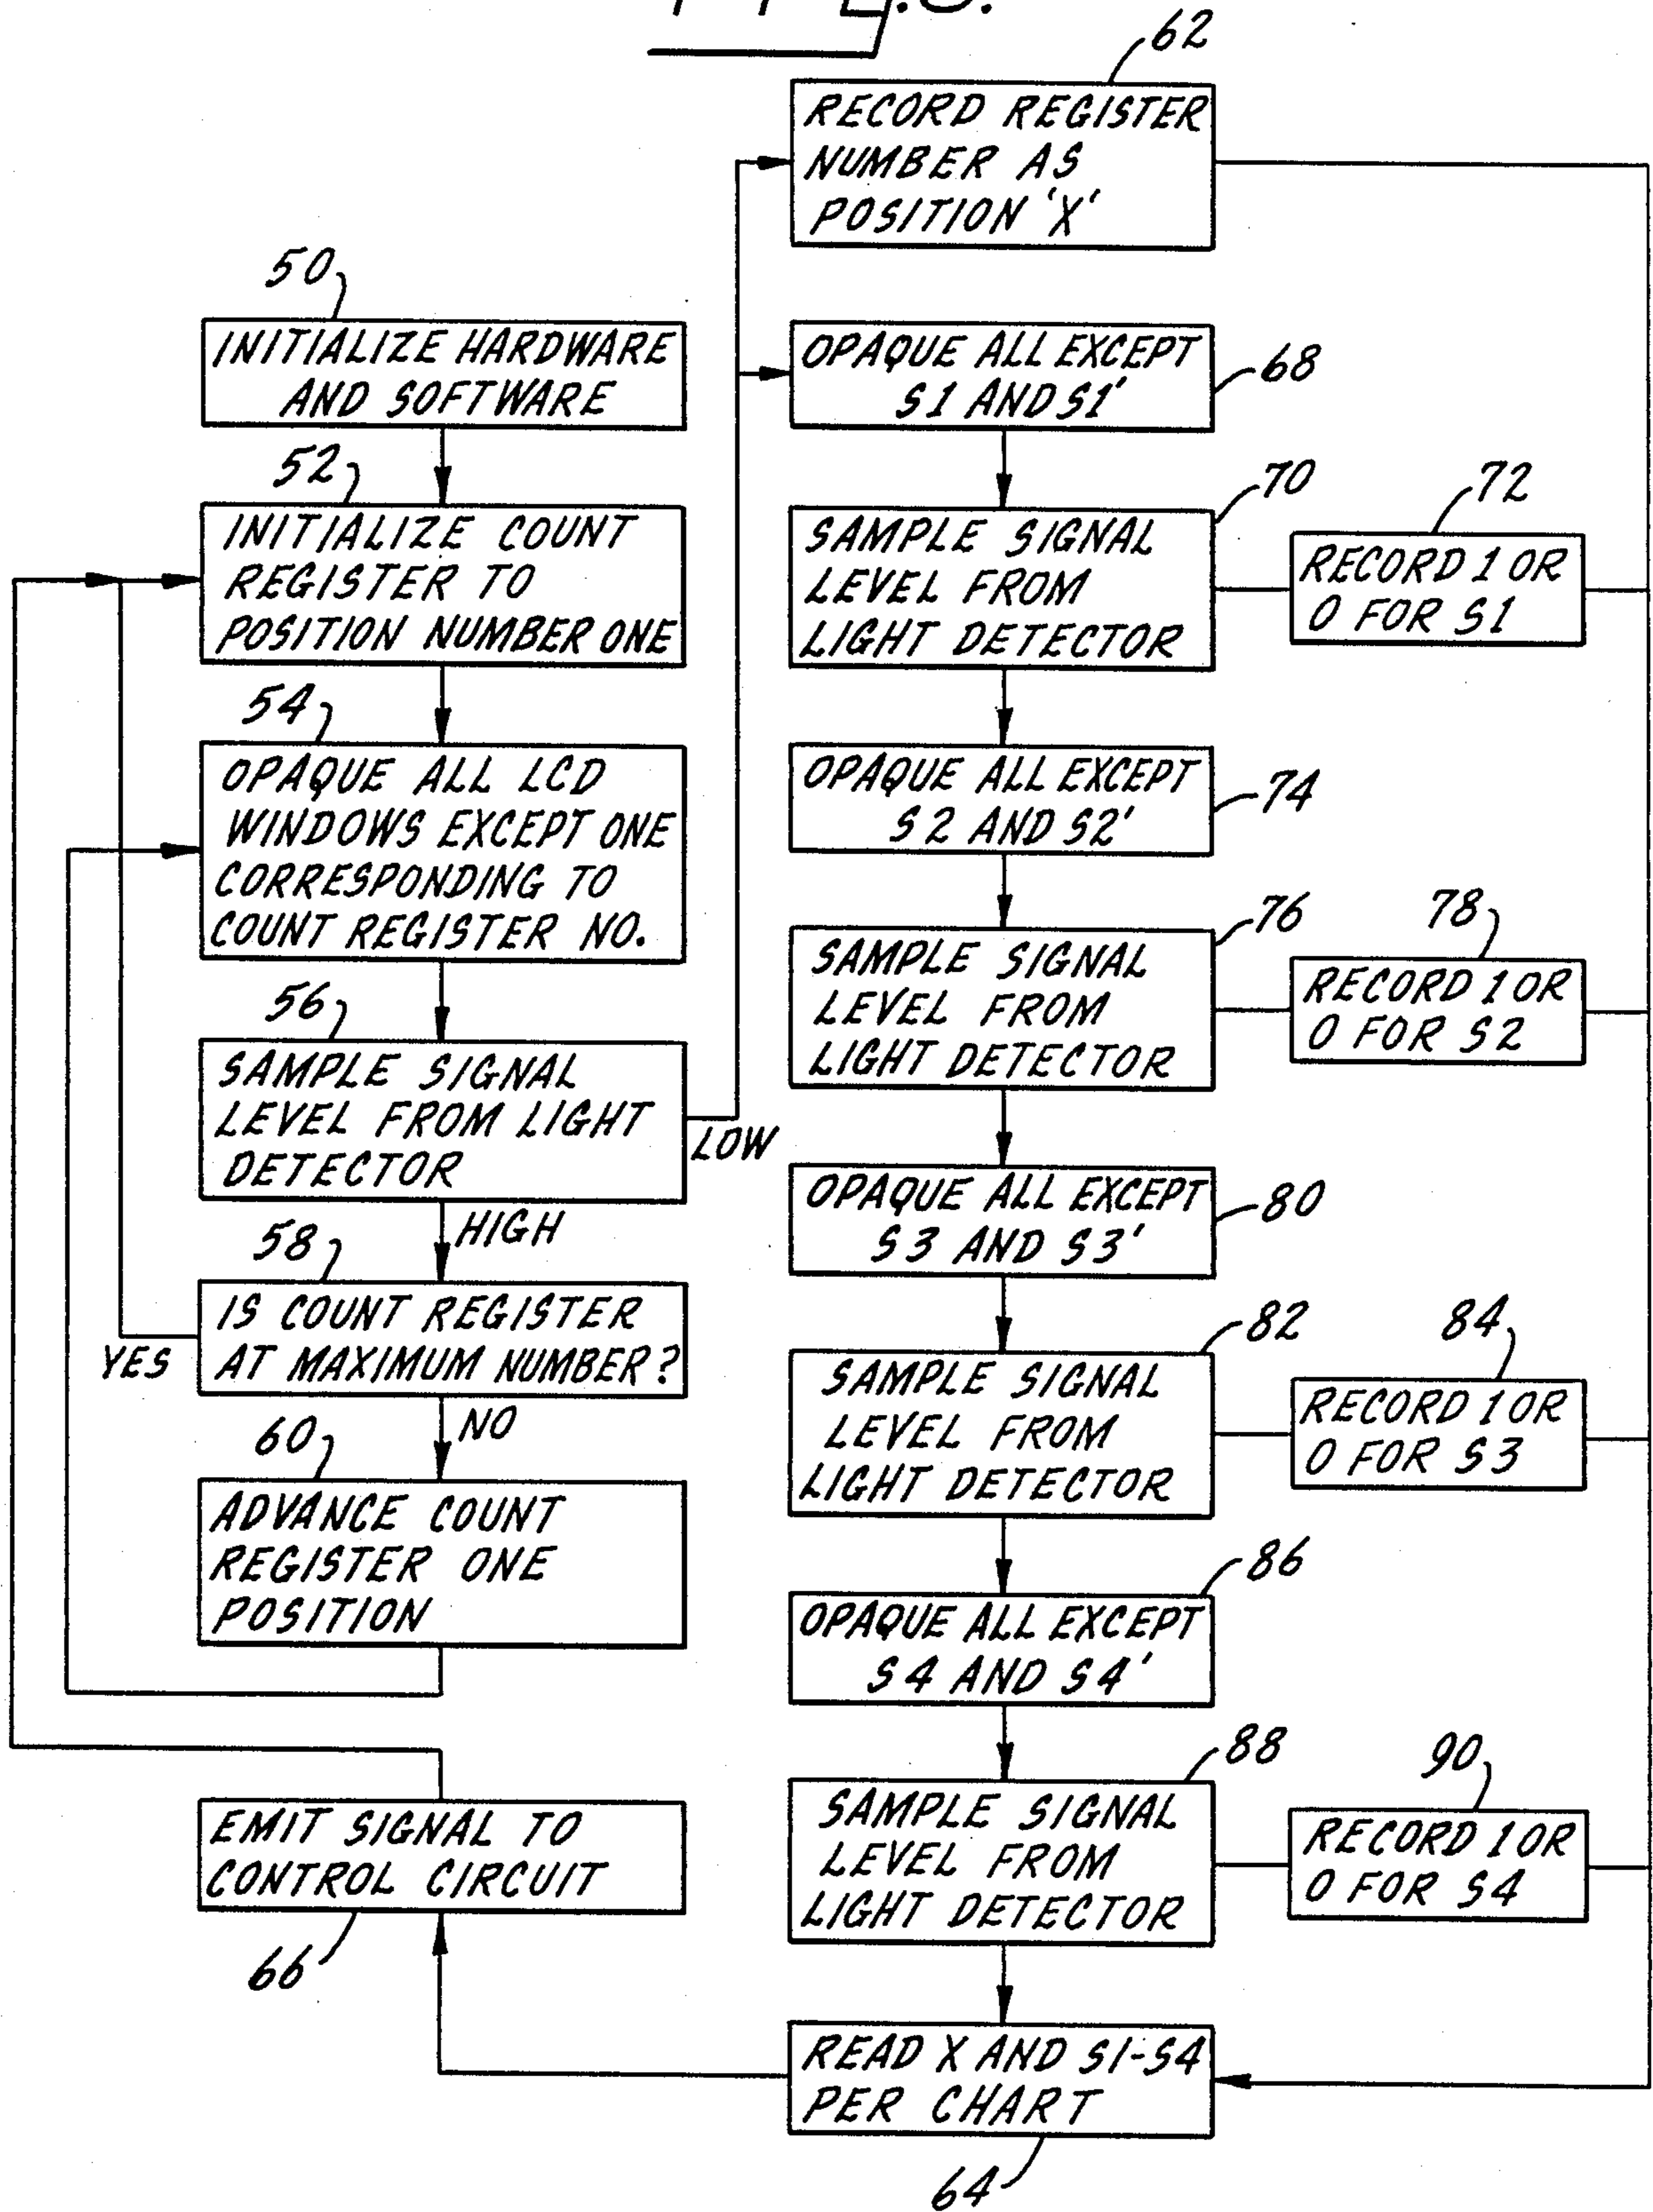 62
RECORD REGISTER
NUMBER AS
POSITION 'X'
50
INITIALIZE HARDWARE
AND SOFTWARE
52
INITIALIZE COUNT
REGISTER TO
POSITION NUMBER ONE
54
OPAQUE ALL LCD
WINDOWS EXCEPT ONE
CORRESPONDING TO
COUNT REGISTER NO.
56
SAMPLE SIGNAL
LEVEL FROM LIGHT
DETECTOR
LOW
HIGH
58
IS COUNT REGISTER
AT MAXIMUM NUMBER?
YES
NO
60
ADVANCE COUNT
REGISTER ONE
POSITION
EMIT SIGNAL TO
CONTROL CIRCUIT
66
OPAQUE ALL EXCEPT
S1 AND S1'
68
70
SAMPLE SIGNAL
LEVEL FROM
LIGHT DETECTOR
72
RECORD 1 OR
0 FOR S1
OPAQUE ALL EXCEPT
S2 AND S2'
74
76
SAMPLE SIGNAL
LEVEL FROM
LIGHT DETECTOR
78
RECORD 1 OR
0 FOR S2
OPAQUE ALL EXCEPT
S3 AND S3'
80
82
SAMPLE SIGNAL
LEVEL FROM
LIGHT DETECTOR
84
RECORD 1 OR
0 FOR S3
86
OPAQUE ALL EXCEPT
S4 AND S4'
88
SAMPLE SIGNAL
LEVEL FROM
LIGHT DETECTOR
90
RECORD 1 OR
0 FOR S4
READ X AND S1-S4
PER CHART
64